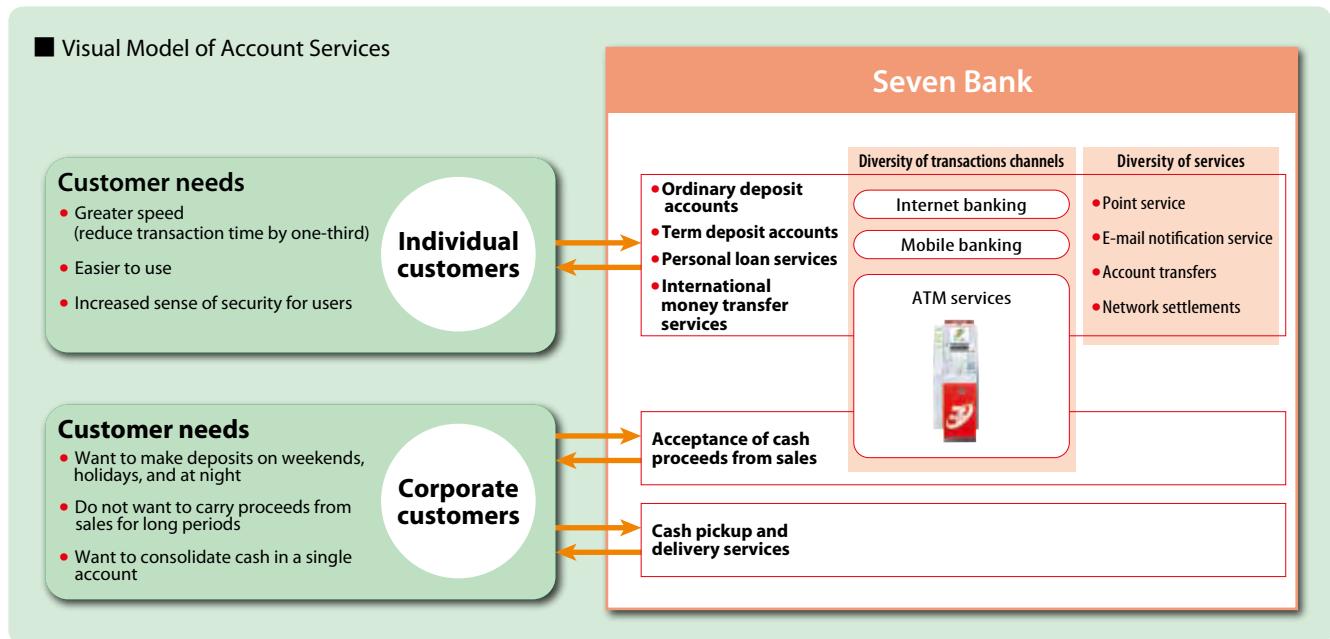 ■ Visual Model of Account Services
Seven Bank
Customer needs
• Greater speed
(reduce transaction time by one-third)
• Easier to use
• Increased sense of security for users
Individual
customers
• Ordinary deposit
accounts
• Term deposit accounts
• Personal loan services
• International
money transfer
services
Diversity of transactions channels
Internet banking
Mobile banking
ATM services
Diversity of services
• Point service
• E-mail notification service
• Account transfers
• Network settlements
Customer needs
• Want to make deposits on weekends,
holidays, and at night
• Do not want to carry proceeds from
sales for long periods
• Want to consolidate cash in a single
account
Corporate
customers
Acceptance of cash
proceeds from sales
Cash pickup and
delivery services